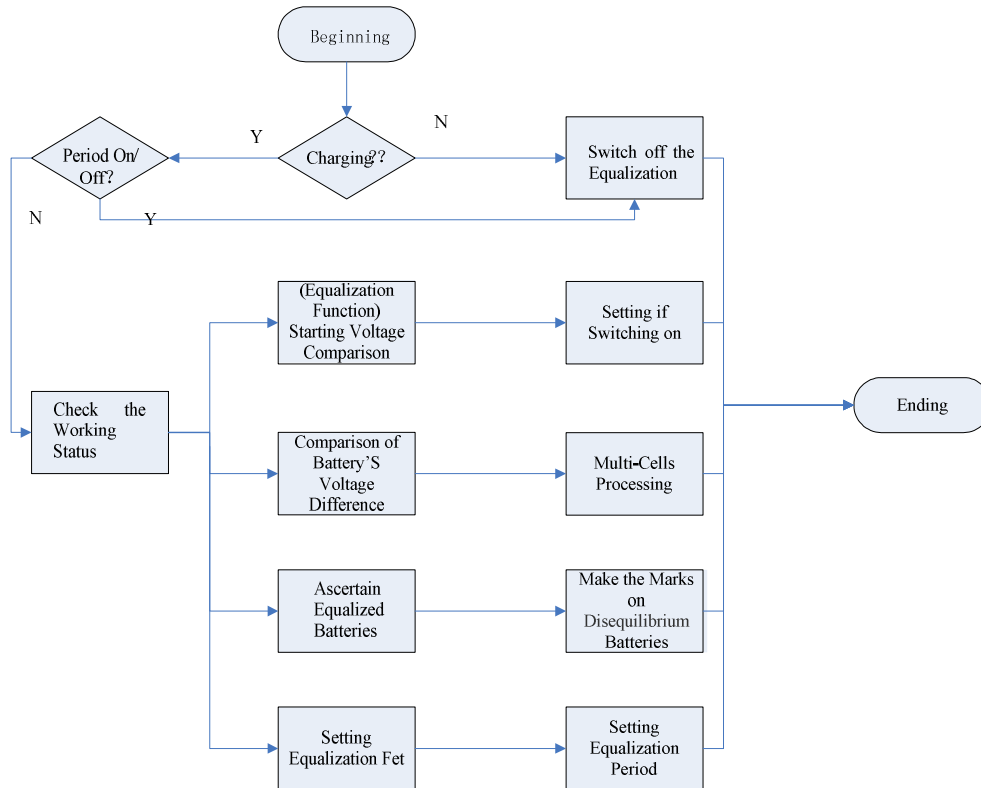 Beginning
Y
N
Period On/
Off?
Charging??
Switch off the
Equalization
N
Y
(Equalization
Function)
Starting Voltage
Comparison
Setting if
Switching on
Check the
Working
Status
Ending
Comparison of
Battery’S
Voltage
Difference
Multi-Cells
Processing
Ascertain
Equalized
Batteries
Make the Marks
on
Disequilibrium
Batteries
Setting
Equalization Fet
Setting
Equalization
Period